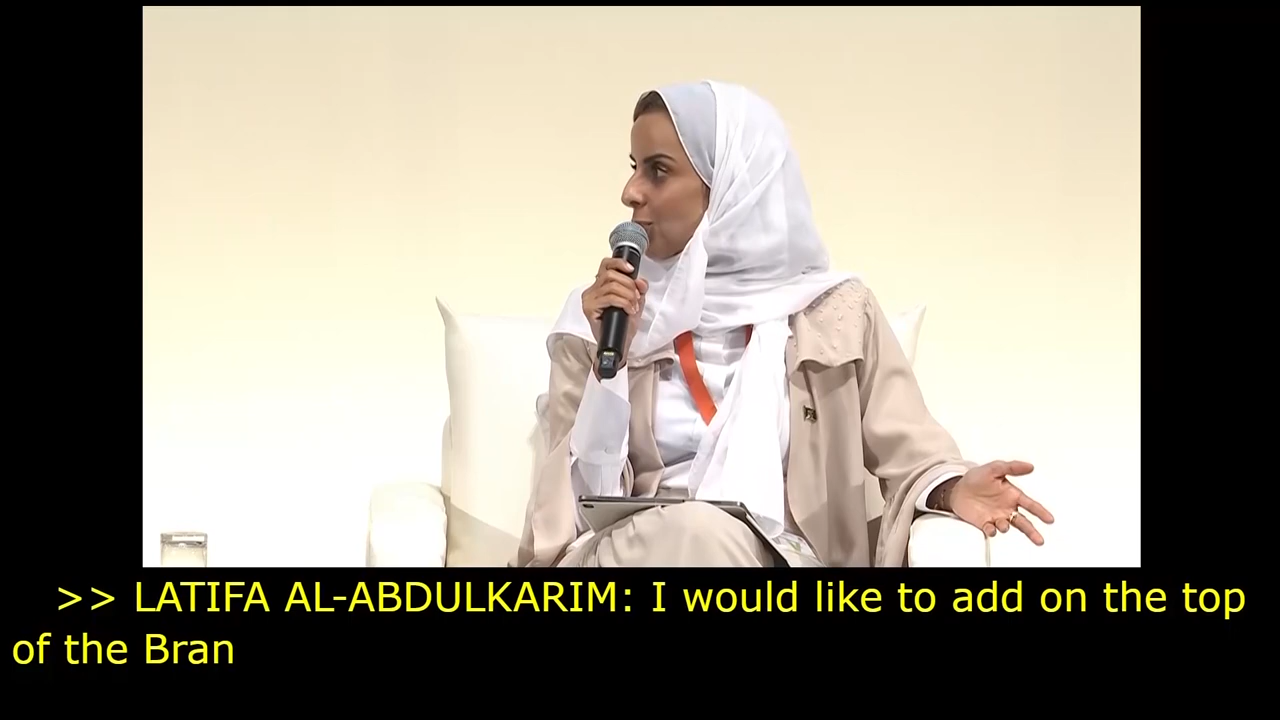 >> LATIFA AL-ABDULKARIM: I would like to add on the top
of the Bran